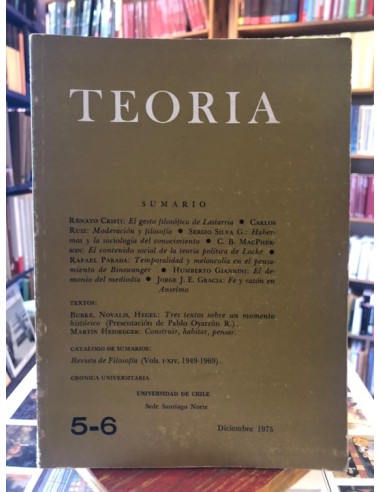 TEORIA
SUMARIO
RENATO CRISTI: El gesto filosófico de Lastarria ● CARLOS
RUIZ: Moderación y filosofía ● SERGIO SILVA G.: Haber-
mas y la sociología del conocimiento ● C. B. MACPHER-
SON: El contenido social de la teoría política de Locke ●
RAFAEL PARADA: Temporalidad y melancolía en el pensa-
miento de Binswanger ● HUMBERTO GIANNINI: El de-
monio del mediodía ● JORGE J. E. GRACIA: Fe y razón en
Anselmo
TEXTOS:
BURKE, NOVALIS, HEGEL: Tres textos sobre un momento
histórico (Presentación de Pablo Oyarzún R.).
MARTIN HEIDEGGER: Construir, habitar, pensar.
CATALOGO DE SUMARIOS:
Revista de Filosofía (Vols. I-XIV, 1949-1969).
CRONICA UNIVERSITARIA
UNIVERSIDAD DE CHILE
Sede Santiago Norte
5-6
Diciembre 1975